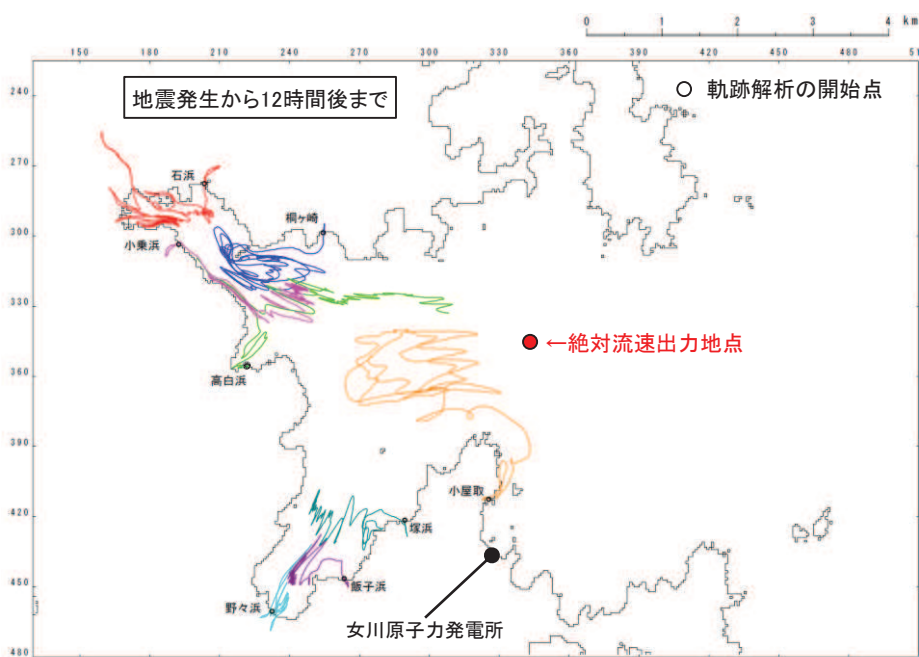 0 1 2 3 4 km
150 180 210 240 270 300 330 360 390 420 450 480 51
240
地震発生から12時間後まで
○ 軌跡解析の開始点
270
石浜
300
桐ヶ崎
小乗浜
330
←絶対流速出力地点
360
高白浜
390
小屋取
420
塚浜
450
飯子浜
野々浜
女川原子力発電所
480